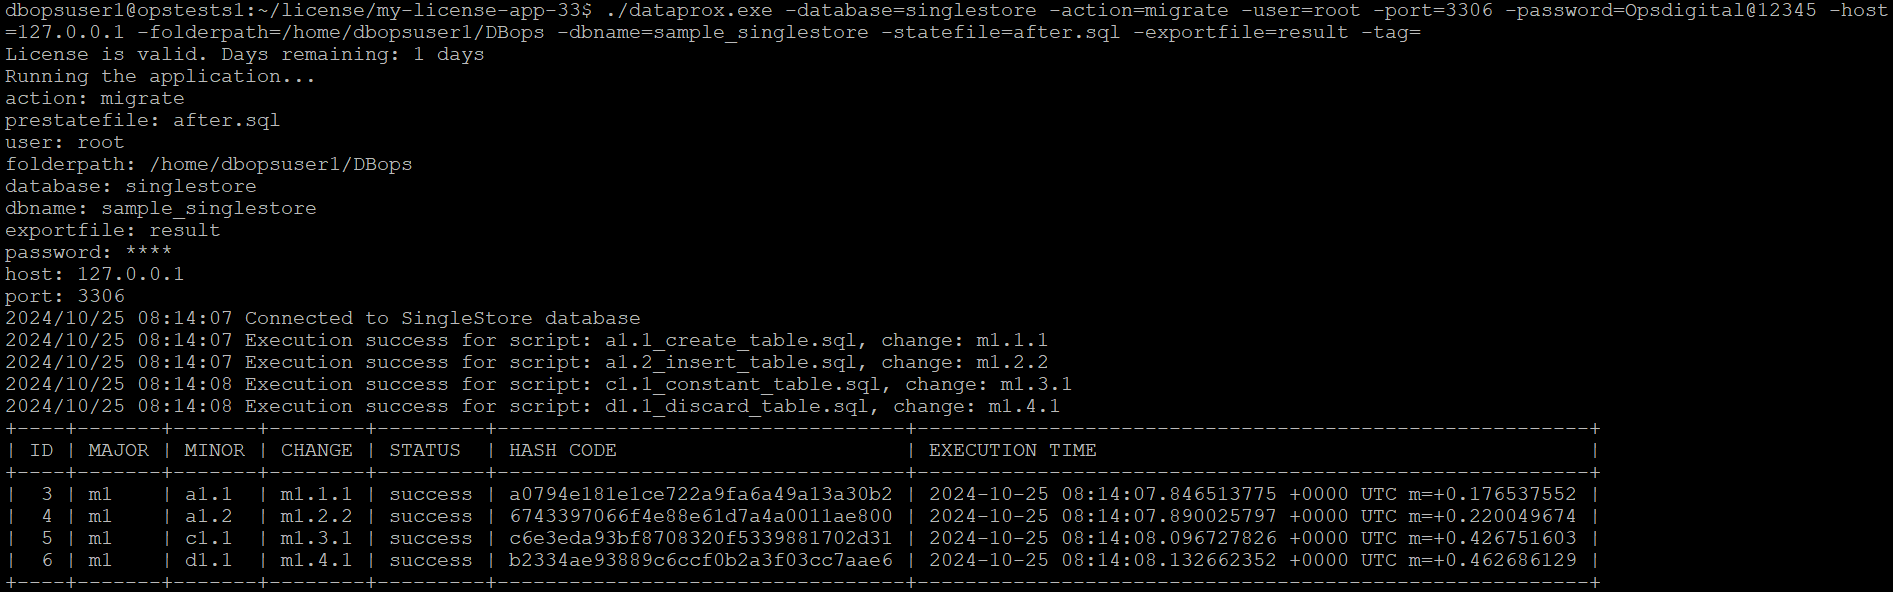 dbopsuser1@opstests1:~/license/my-license-app-33$ ./dataprox.exe -database=singlestore -action=migrate -user=root -port=3306 -password=Opsdigital@12345 -host
=127.0.0.1 -folderpath=/home/dbopsuser1/DBops -dbname=sample_singlestore -statefile=after.sql -exportfile=result -tag=
License is valid. Days remaining: 1 days
Running the application...
action: migrate
prestatefile: after.sql
user: root
folderpath: /home/dbopsuser1/DBops
database: singlestore
dbname: sample_singlestore
exportfile: result
password: ****
host: 127.0.0.1
port: 3306
2024/10/25 08:14:07 Connected to SingleStore database
2024/10/25 08:14:07 Execution success for script: a1.1_create_table.sql, change: m1.1.1
2024/10/25 08:14:07 Execution success for script: a1.2_insert_table.sql, change: m1.2.2
2024/10/25 08:14:08 Execution success for script: c1.1_constant_table.sql, change: m1.3.1
2024/10/25 08:14:08 Execution success for script: d1.1_discard_table.sql, change: m1.4.1
+----+-------+-------+--------+---------+----------------------------------+--------------------------------------------------------+
| ID | MAJOR | MINOR | CHANGE | STATUS  | HASH CODE                        | EXECUTION TIME                                         |
+----+-------+-------+--------+---------+----------------------------------+--------------------------------------------------------+
|  3 | m1    | a1.1  | m1.1.1 | success | a0794e181e1ce722a9fa6a49a13a30b2 | 2024-10-25 08:14:07.846513775 +0000 UTC m=+0.176537552 |
|  4 | m1    | a1.2  | m1.2.2 | success | 6743397066f4e88e61d7a4a0011ae800 | 2024-10-25 08:14:07.890025797 +0000 UTC m=+0.220049674 |
|  5 | m1    | c1.1  | m1.3.1 | success | c6e3eda93bf8708320f5339881702d31 | 2024-10-25 08:14:08.096727826 +0000 UTC m=+0.426751603 |
|  6 | m1    | d1.1  | m1.4.1 | success | b2334ae93889c6ccf0b2a3f03cc7aae6 | 2024-10-25 08:14:08.132662352 +0000 UTC m=+0.462686129 |
+----+-------+-------+--------+---------+----------------------------------+--------------------------------------------------------+